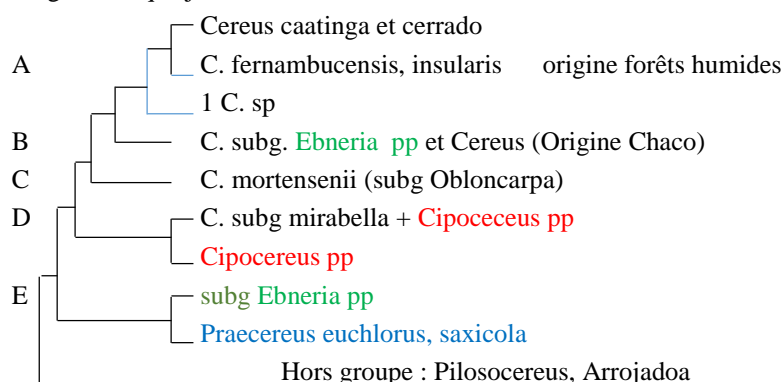 Cereus caatinga et cerrado
A C. fernambucensis, insularis origine forêts humides
1 C. sp
B C. subg. Ebneria pp et Cereus (Origine Chaco)
C C. mortensenii (subg Obloncarpa)
D C. subg mirabella + Cipoceceus pp
Cipocereus pp
E subg Ebneria pp
Praecereus euchlorus, saxicola
Hors groupe : Pilosocereus, Arrojadoa